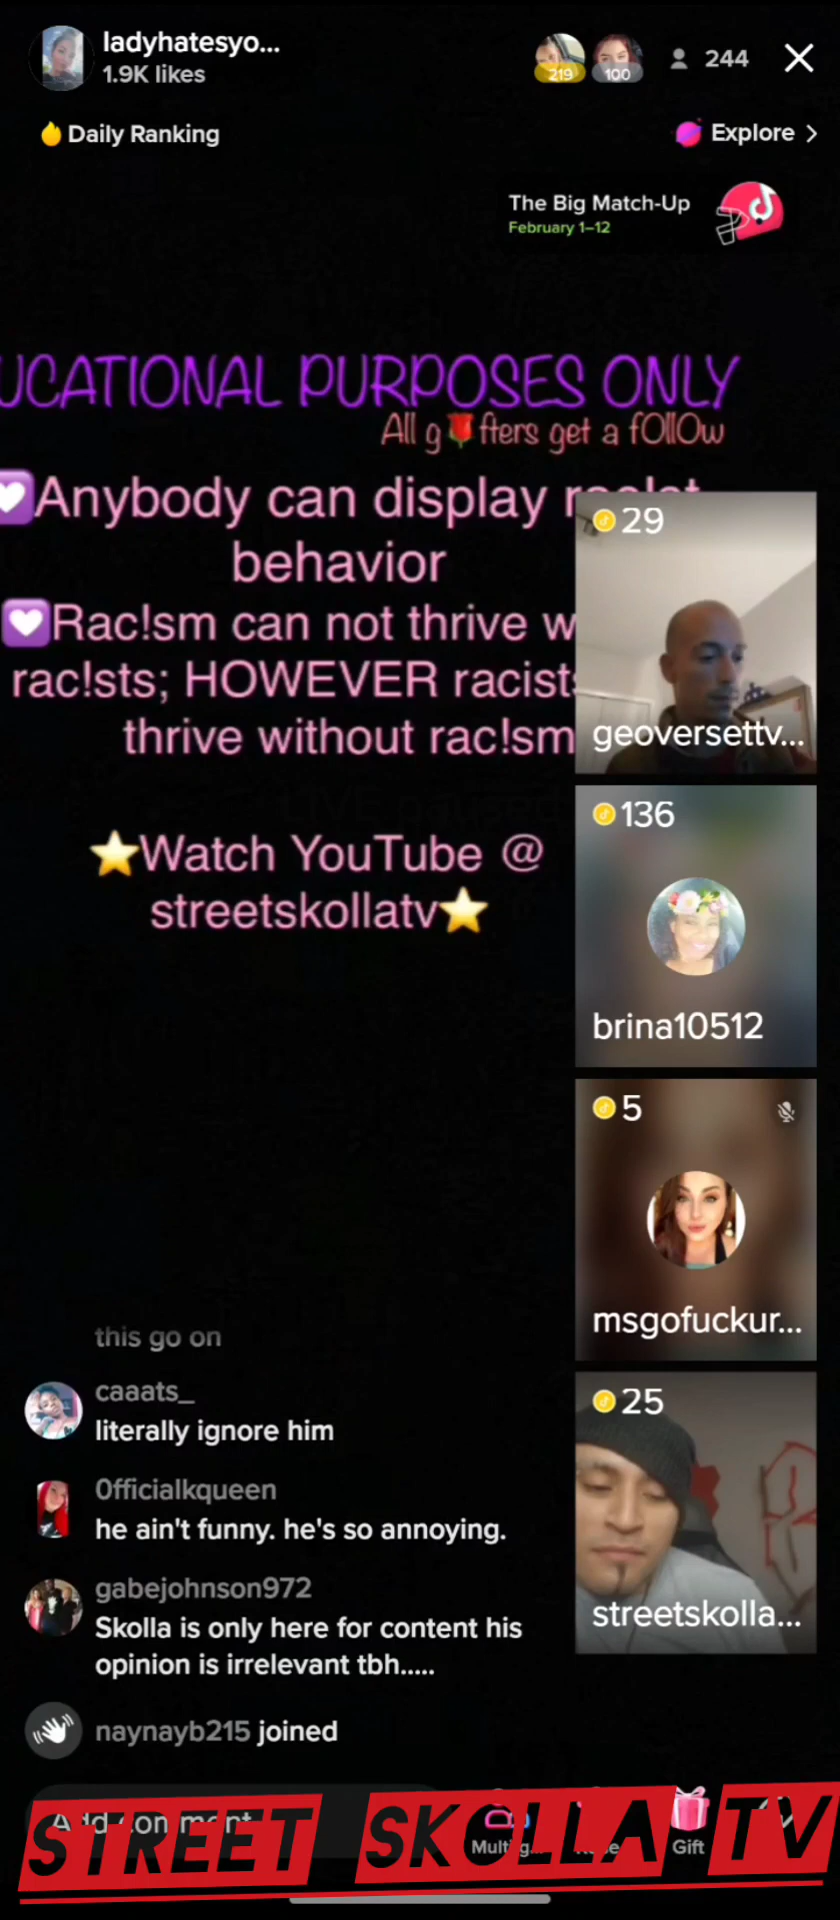 ladyhatesyo...
1.9K likes
219
100
244
Daily Ranking
Explore
The Big Match-Up
February 1–12
UCATIONAL PURPOSES ONLY
All g🌹fters get a fOllOw
Anybody can display
behavior
Rac!sm can not thrive w
rac!sts; HOWEVER racists
thrive without rac!sm
⭐Watch YouTube @
streetskollatv⭐
29
geoversettv...
136
brina10512
5
msgofuckur...
25
streetskolla...
this go on
caaats_
literally ignore him
0fficialkqueen
he ain't funny. he's so annoying.
gabejohnson972
Skolla is only here for content his
opinion is irrelevant tbh.....
naynayb215 joined
Add comment
Gift
STREET SKOLLA TV